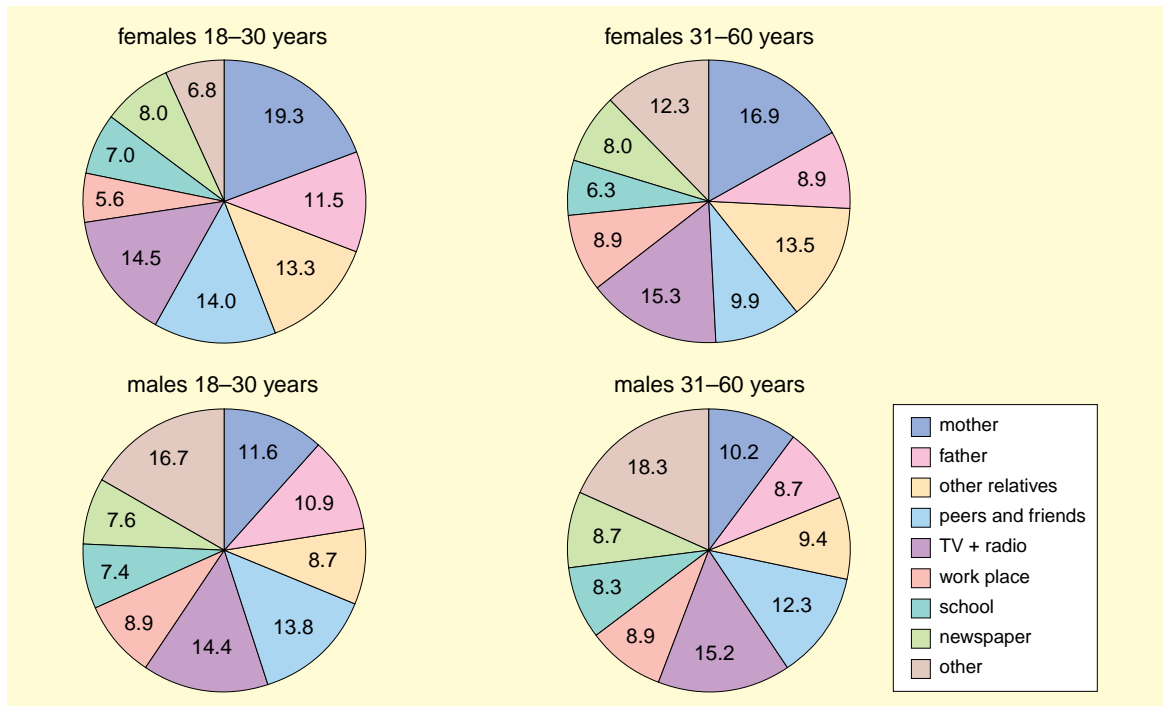 females 18–30 years
19.3
11.5
13.3
14.0
14.5
5.6
7.0
8.0
6.8
females 31–60 years
16.9
8.9
13.5
9.9
15.3
8.9
6.3
8.0
12.3
males 18–30 years
11.6
10.9
8.7
13.8
14.4
8.9
7.4
7.6
16.7
males 31–60 years
10.2
8.7
9.4
12.3
15.2
8.9
8.3
8.7
18.3
mother
father
other relatives
peers and friends
TV + radio
work place
school
newspaper
other